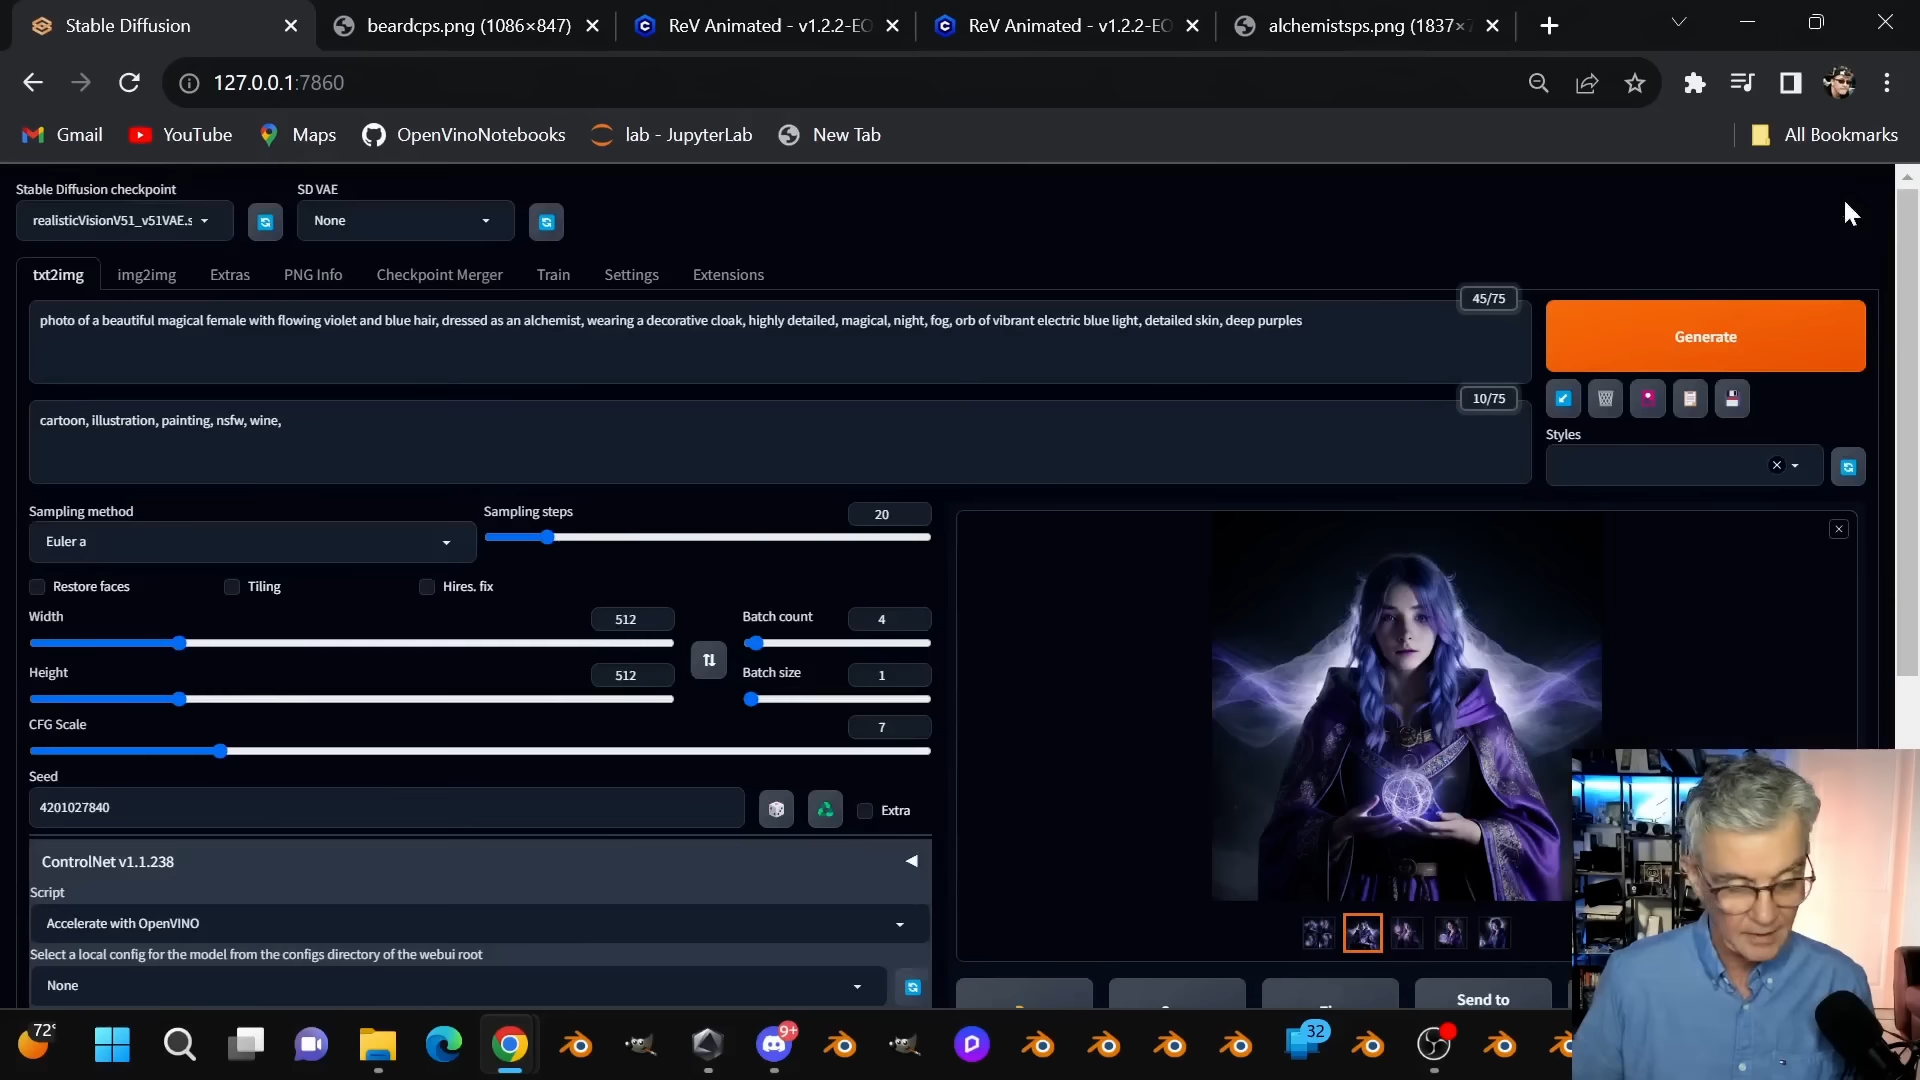 Stable Diffusion
beardcps.png (1086×847)
ReV Animated - v1.2.2-EO
ReV Animated - v1.2.2-EO
alchemistsps.png (1837×7
127.0.0.1:7860
Gmail
YouTube
Maps
OpenVinoNotebooks
lab - JupyterLab
New Tab
All Bookmarks
Stable Diffusion checkpoint
SD VAE
realisticVisionV51_v51VAE.s
None
txt2img
img2img
Extras
PNG Info
Checkpoint Merger
Train
Settings
Extensions
45/75
photo of a beautiful magical female with flowing violet and blue hair, dressed as an alchemist, wearing a decorative cloak, highly detailed, magical, night, fog, orb of vibrant electric blue light, detailed skin, deep purples
Generate
10/75
cartoon, illustration, painting, nsfw, wine,
Styles
Sampling method
Sampling steps
20
Euler a
Restore faces
Tiling
Hires. fix
Width
512
Batch count
4
Height
512
Batch size
1
CFG Scale
7
Seed
4201027840
Extra
ControlNet v1.1.238
Script
Accelerate with OpenVINO
Select a local config for the model from the configs directory of the webui root
None
Send to
72°
9+
32